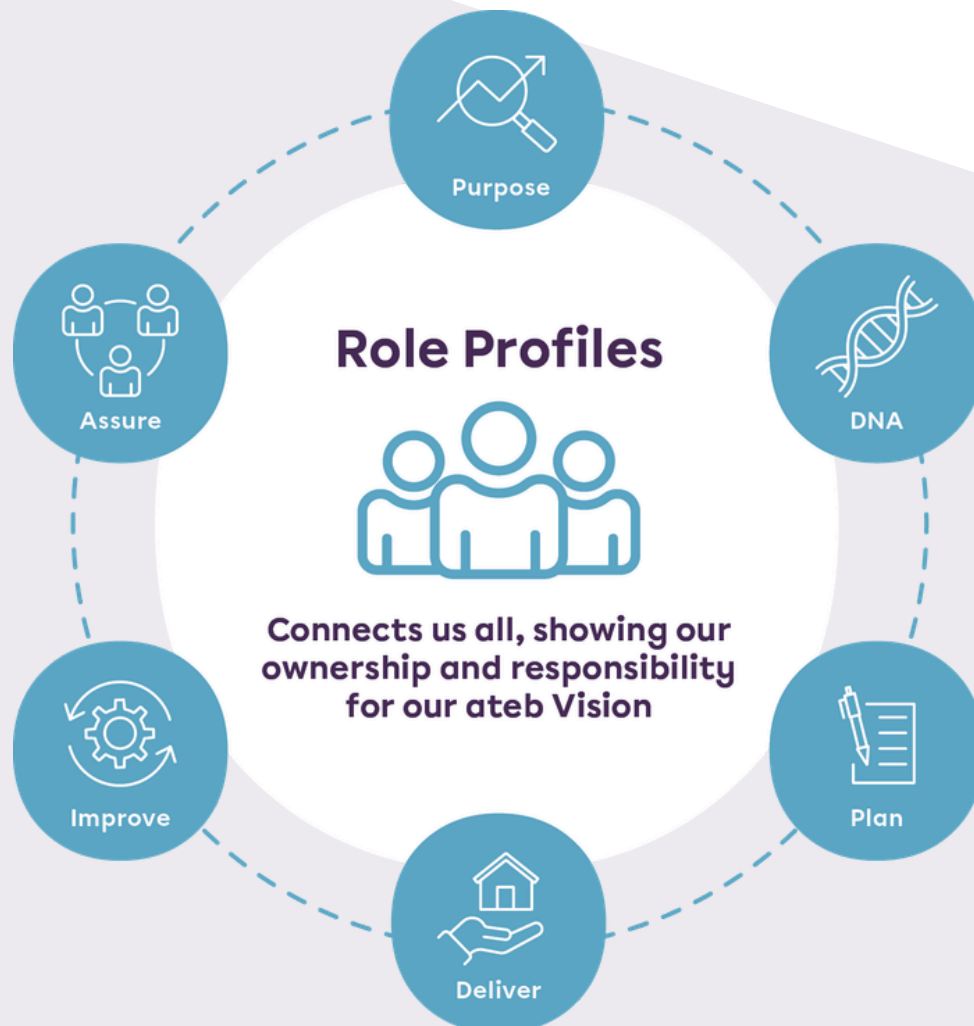 Purpose
Role Profiles
Assure
DNA
Connects us all, showing our
ownership and responsibility
for our ateb Vision
Improve
Plan
Deliver